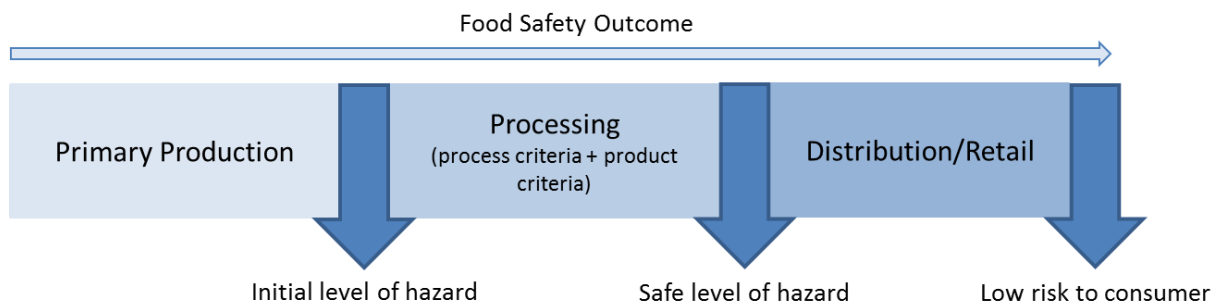 Food Safety Outcome
Primary Production
Processing
(process criteria + product
criteria)
Distribution/Retail
Initial level of hazard
Safe level of hazard
Low risk to consumer